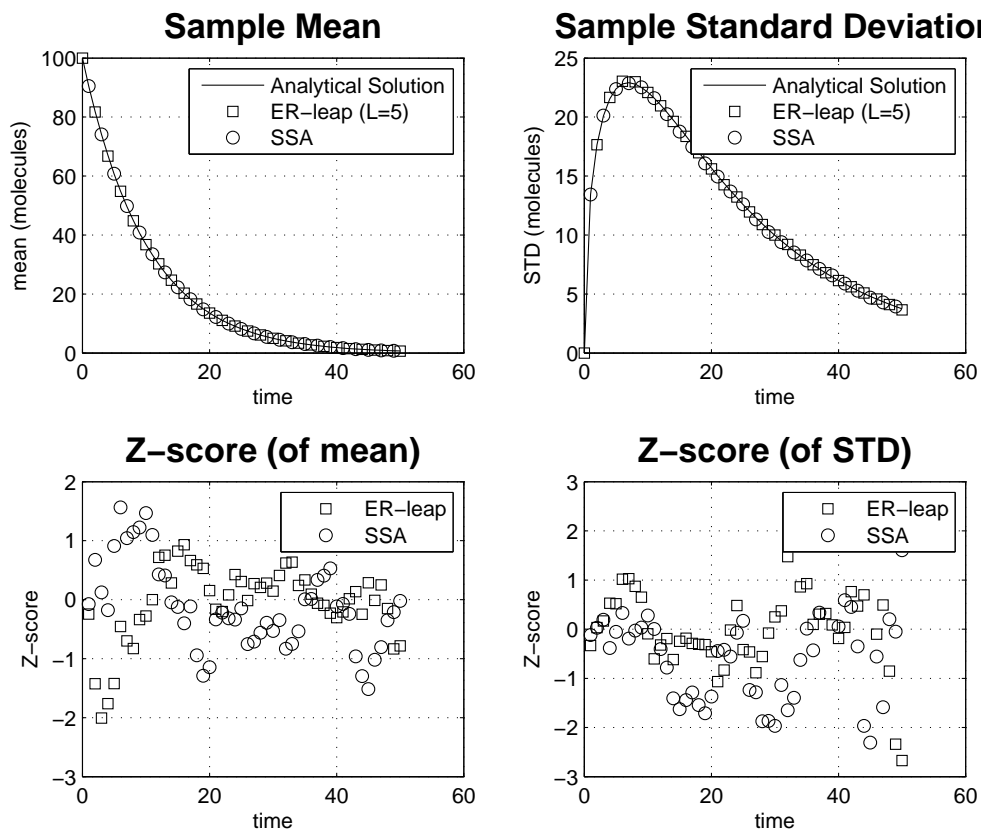 Sample Mean
100
80
60
40
20
0
mean (molecules)
Analytical Solution
ER−leap (L=5)
SSA
0
20
40
60
time
Sample Standard Deviation
25
20
15
10
5
0
STD (molecules)
Analytical Solution
ER−leap (L=5)
SSA
0
20
40
60
time
Z−score (of mean)
2
1
0
−1
−2
−3
Z−score
ER−leap
SSA
0
20
40
60
time
Z−score (of STD)
3
2
1
0
−1
−2
−3
Z−score
ER−leap
SSA
0
20
40
60
time